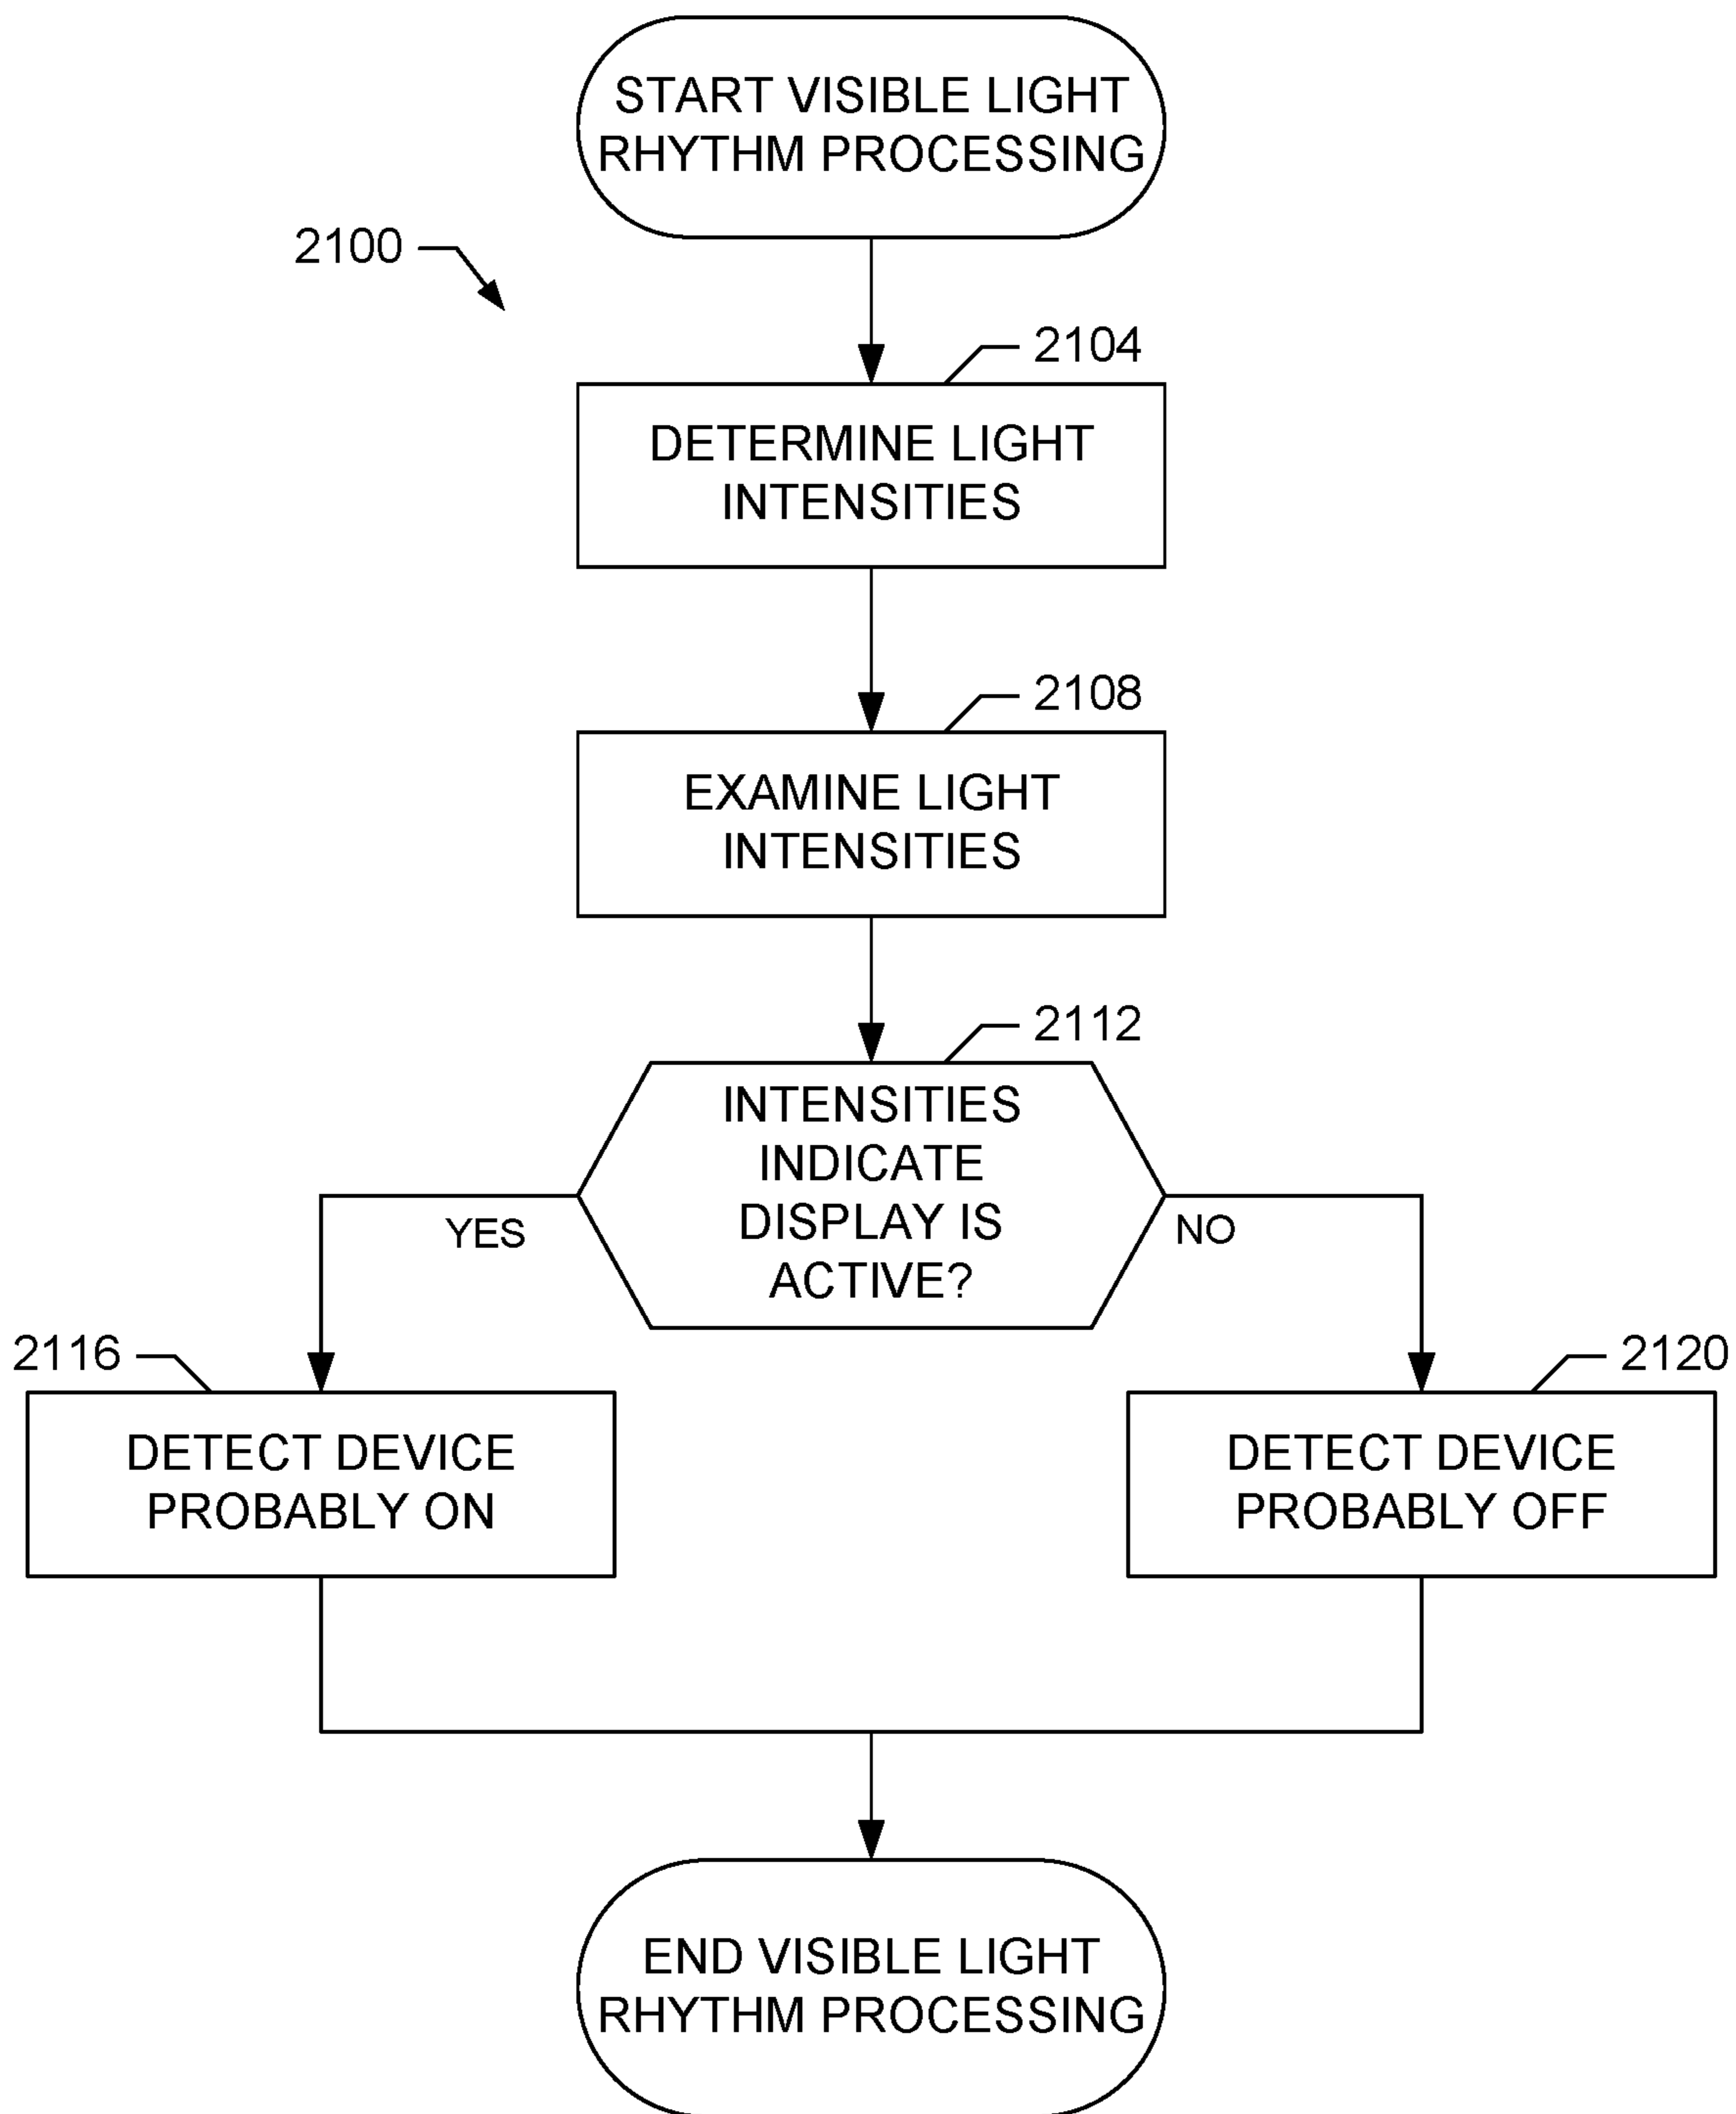 START VISIBLE LIGHT
RHYTHM PROCESSING
2100
2104
DETERMINE LIGHT
INTENSITIES
2108
EXAMINE LIGHT
INTENSITIES
2112
INTENSITIES
INDICATE
DISPLAY IS
ACTIVE?
YES
NO
2116
DETECT DEVICE
PROBABLY ON
2120
DETECT DEVICE
PROBABLY OFF
END VISIBLE LIGHT
RHYTHM PROCESSING